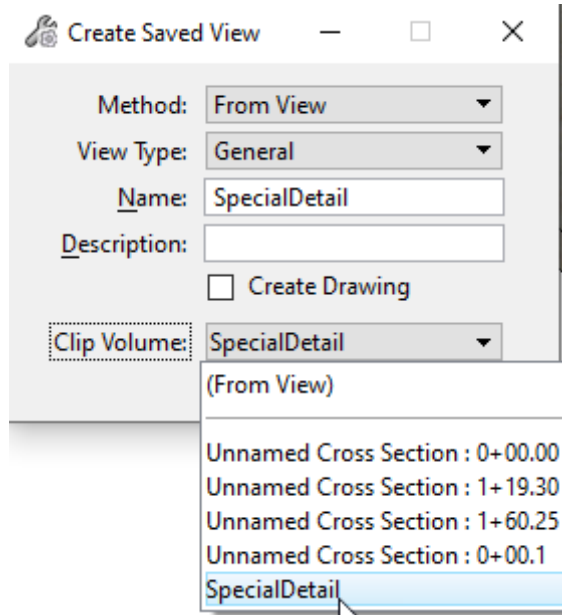 Create Saved View
Method: From View
View Type: General
Name: SpecialDetail
Description:
Create Drawing
Clip Volume: SpecialDetail
(From View)
Unnamed Cross Section : 0+00.00
Unnamed Cross Section : 1+19.30
Unnamed Cross Section : 1+60.25
Unnamed Cross Section : 0+00.1
SpecialDetail